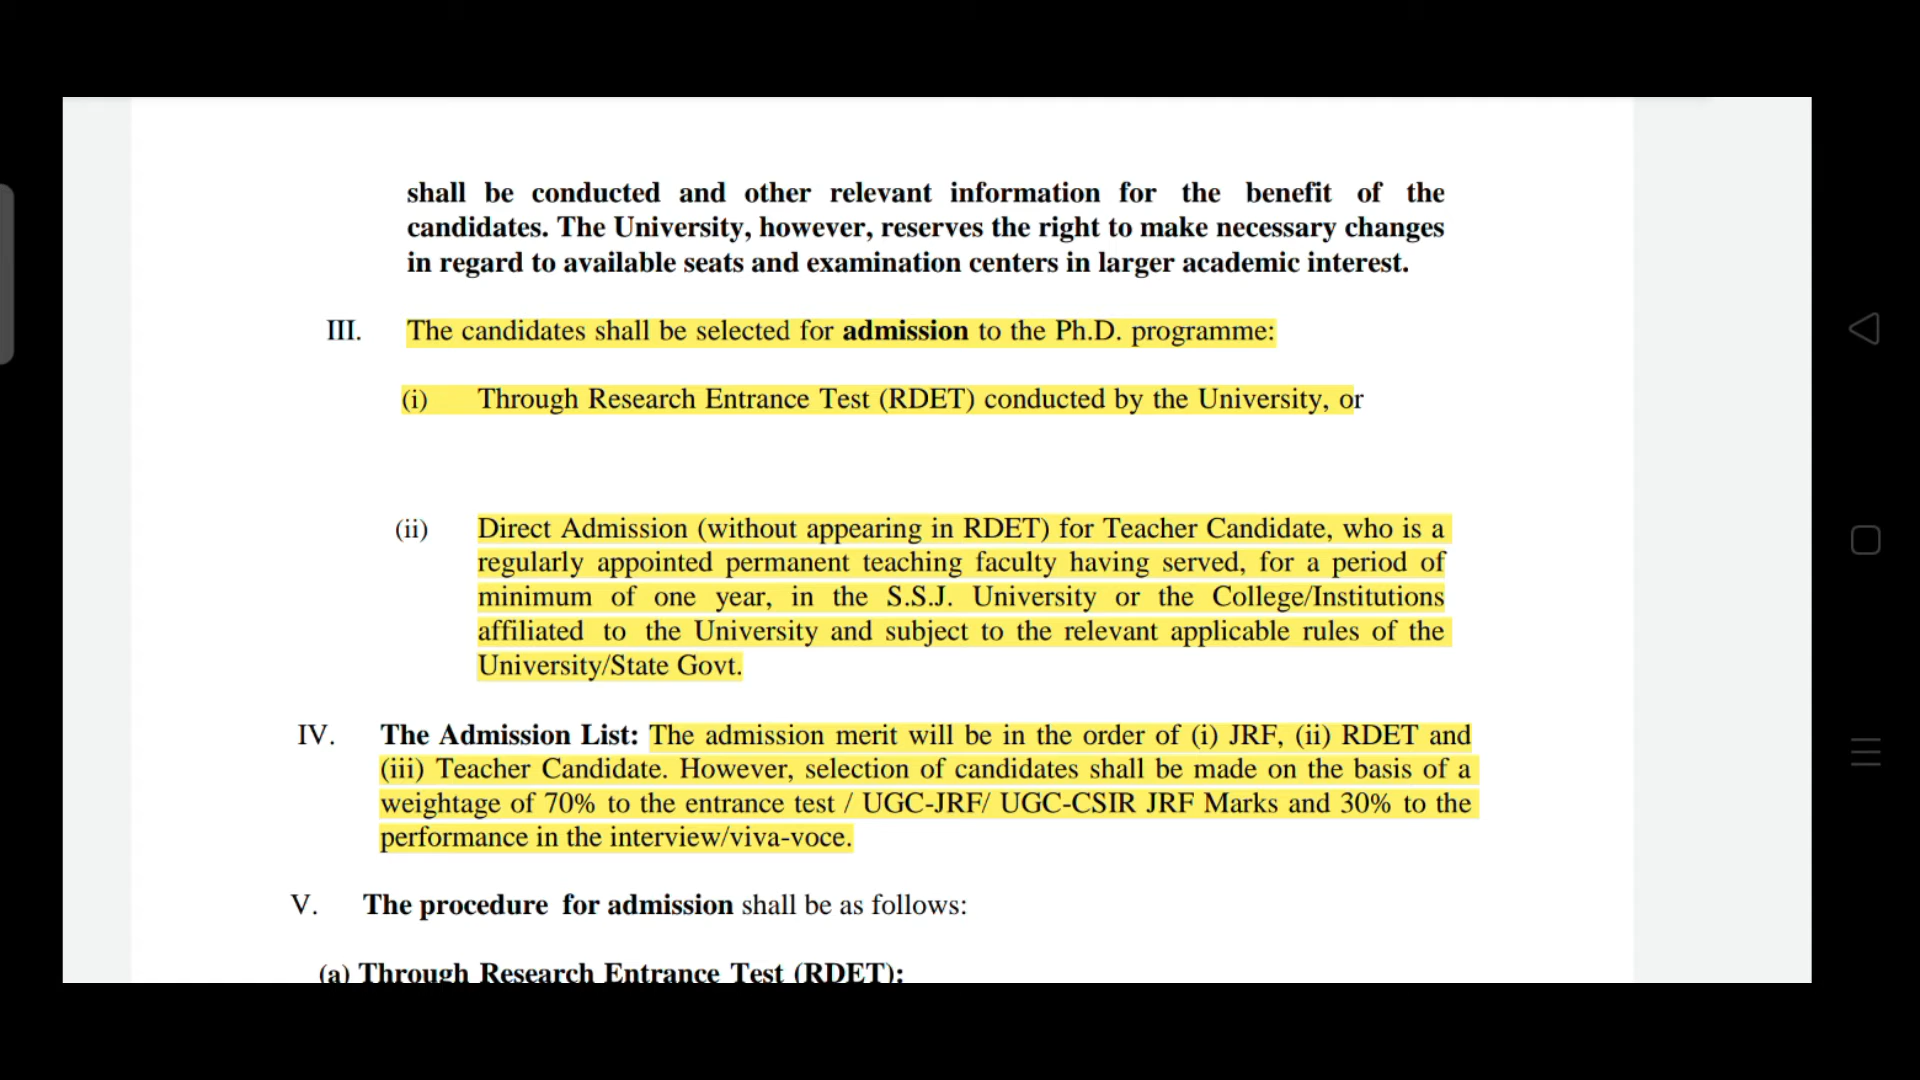 shall be conducted and other relevant information for the benefit of the
candidates. The University, however, reserves the right to make necessary changes
in regard to available seats and examination centers in larger academic interest.
III. The candidates shall be selected for admission to the Ph.D. programme:
(i) Through Research Entrance Test (RDET) conducted by the University, or
(ii) Direct Admission (without appearing in RDET) for Teacher Candidate, who is a
regularly appointed permanent teaching faculty having served, for a period of
minimum of one year, in the S.S.J. University or the College/Institutions
affiliated to the University and subject to the relevant applicable rules of the
University/State Govt.
IV. The Admission List: The admission merit will be in the order of (i) JRF, (ii) RDET and
(iii) Teacher Candidate. However, selection of candidates shall be made on the basis of a
weightage of 70% to the entrance test / UGC-JRF/ UGC-CSIR JRF Marks and 30% to the
performance in the interview/viva-voce.
V. The procedure for admission shall be as follows:
(a) Through Research Entrance Test (RDET):